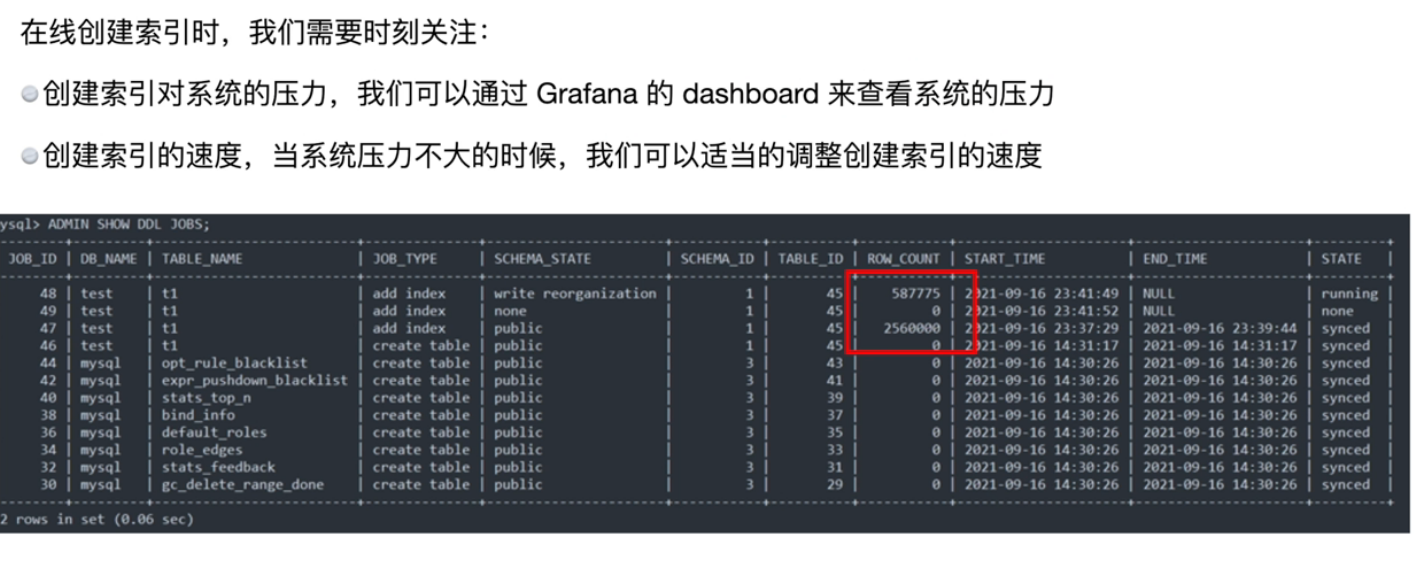 在线创建索引时，我们需要时刻关注：
创建索引对系统的压力，我们可以通过 Grafana 的 dashboard 来查看系统的压力
创建索引的速度，当系统压力不大的时候，我们可以适当的调整创建索引的速度
ysql> ADMIN SHOW DDL JOBS;
JOB_ID | DB_NAME | TABLE_NAME | JOB_TYPE | SCHEMA_STATE | SCHEMA_ID | TABLE_ID | ROW_COUNT | START_TIME | END_TIME | STATE |
48 | test | t1 | add index | write reorganization | 1 | 45 | 587775 | 2021-09-16 23:41:49 | NULL | running |
49 | test | t1 | add index | none | 1 | 45 | 0 | 2021-09-16 23:41:52 | NULL | none |
47 | test | t1 | add index | public | 1 | 45 | 2560000 | 2021-09-16 23:37:29 | 2021-09-16 23:39:44 | synced |
46 | test | t1 | create table | public | 1 | 45 | 0 | 2021-09-16 14:31:17 | 2021-09-16 14:31:17 | synced |
44 | mysql | opt_rule_blacklist | create table | public | 3 | 43 | 0 | 2021-09-16 14:30:26 | 2021-09-16 14:30:26 | synced |
42 | mysql | expr_pushdown_blacklist | create table | public | 3 | 41 | 0 | 2021-09-16 14:30:26 | 2021-09-16 14:30:26 | synced |
40 | mysql | stats_top_n | create table | public | 3 | 39 | 0 | 2021-09-16 14:30:26 | 2021-09-16 14:30:26 | synced |
38 | mysql | bind_info | create table | public | 3 | 37 | 0 | 2021-09-16 14:30:26 | 2021-09-16 14:30:26 | synced |
36 | mysql | default_roles | create table | public | 3 | 35 | 0 | 2021-09-16 14:30:26 | 2021-09-16 14:30:26 | synced |
34 | mysql | role_edges | create table | public | 3 | 33 | 0 | 2021-09-16 14:30:26 | 2021-09-16 14:30:26 | synced |
32 | mysql | stats_feedback | create table | public | 3 | 31 | 0 | 2021-09-16 14:30:26 | 2021-09-16 14:30:26 | synced |
30 | mysql | gc_delete_range_done | create table | public | 3 | 29 | 0 | 2021-09-16 14:30:26 | 2021-09-16 14:30:26 | synced |
2 rows in set (0.06 sec)